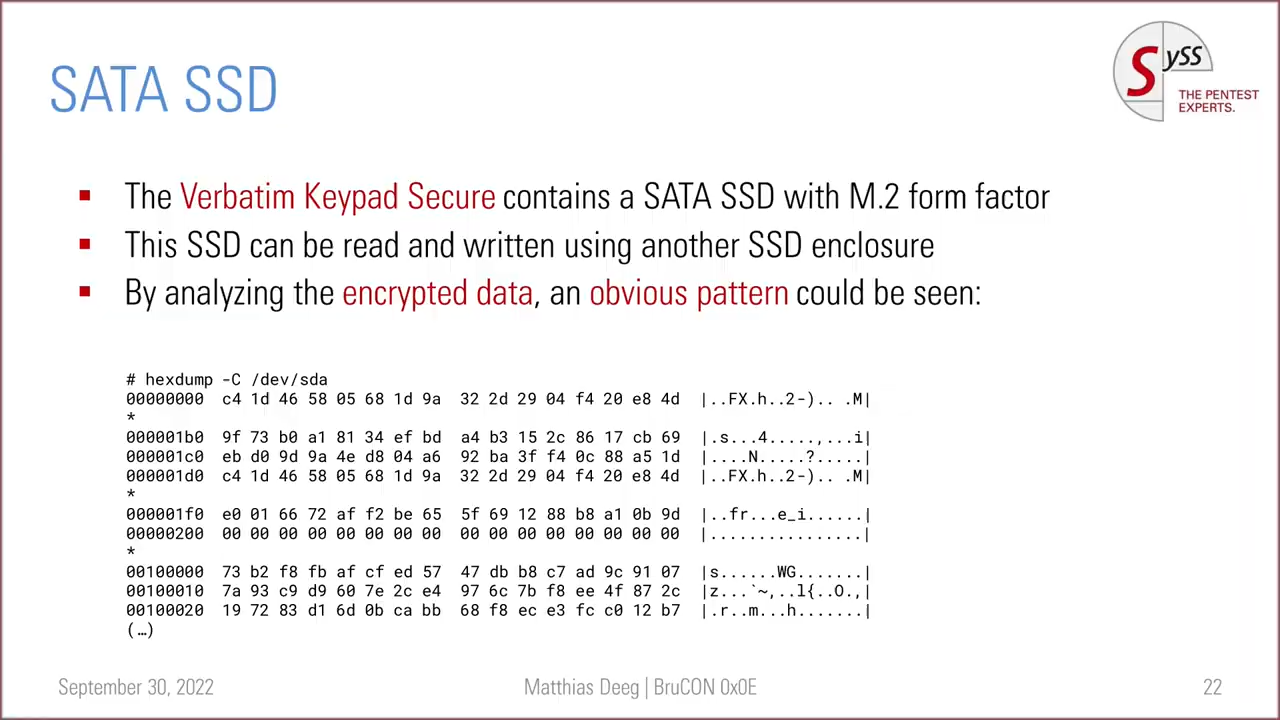 SATA SSD
Syss
THE PENTEST
EXPERTS.
▪ The Verbatim Keypad Secure contains a SATA SSD with M.2 form factor
▪ This SSD can be read and written using another SSD enclosure
▪ By analyzing the encrypted data, an obvious pattern could be seen:
# hexdump -C /dev/sda
00000000  c4 1d 46 58 05 68 1d 9a  32 2d 29 04 f4 20 e8 4d  |..FX.h..2-).. .M|
*
000001b0  9f 73 b0 a1 81 34 ef bd  a4 b3 15 2c 86 17 cb 69  |.s...4.....,...i|
000001c0  eb d0 9d 9a 4e d8 04 a6  92 ba 3f f4 0c 88 a5 1d  |....N.....?.....|
000001d0  c4 1d 46 58 05 68 1d 9a  32 2d 29 04 f4 20 e8 4d  |..FX.h..2-).. .M|
*
000001f0  e0 01 66 72 af f2 be 65  5f 69 12 88 b8 a1 0b 9d  |..fr...e_i......|
00000200  00 00 00 00 00 00 00 00  00 00 00 00 00 00 00 00  |................|
*
00100000  73 b2 f8 fb af cf ed 57  47 db b8 c7 ad 9c 91 07  |s......WG.......|
00100010  7a 93 c9 d9 60 7e 2c e4  97 6c 7b f8 ee 4f 87 2c  |z...`~,..l{..O.,|
00100020  19 72 83 d1 6d 0b ca bb  68 f8 ec e3 fc c0 12 b7  |.r..m...h.......|
(…)
September 30, 2022
Matthias Deeg | BruCON 0x0E
22